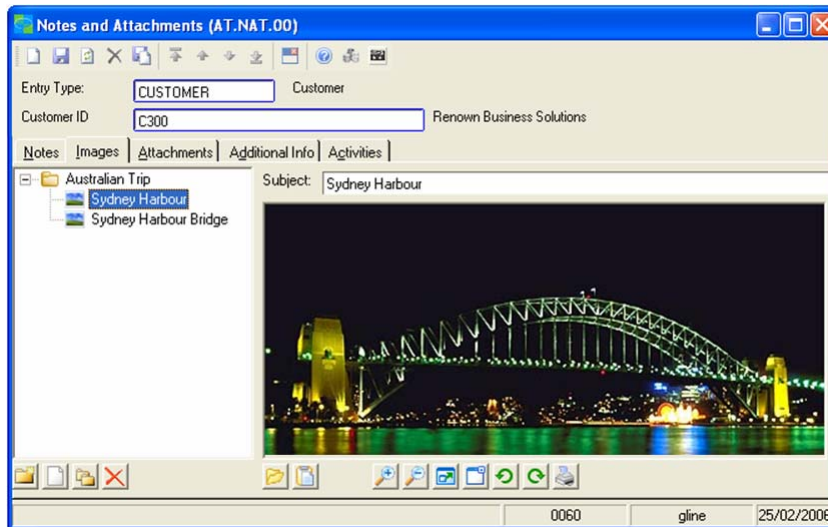 Notes and Attachments (AT.NAT.00)
Entry Type: CUSTOMER Customer
Customer ID C300 Renown Business Solutions
Notes Images Attachments Additional Info Activities
Australian Trip Subject: Sydney Harbour
Sydney Harbour
Sydney Harbour Bridge
0060 gline 25/02/2006